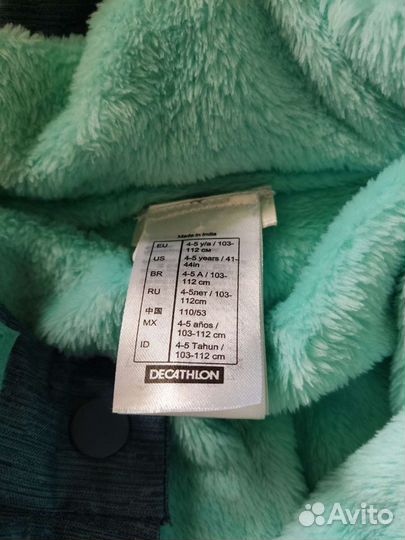 Made in India
EU 4-5 y/a / 103-
112 см
US 4-5 years / 41-
44in
BR 4-5 A / 103-
112 cm
RU 4-5лет / 103-
112cm
中国 110/53
MX 4-5 años /
103-112 cm
ID 4-5 Tahun /
103-112 cm
DECATHLON
Avito